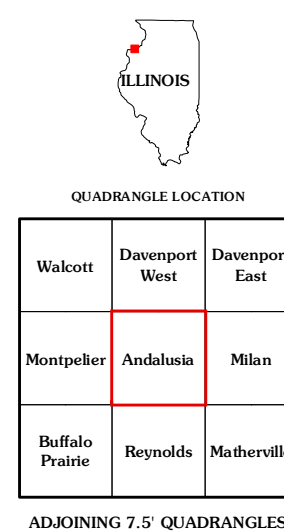 ILLINOIS
QUADRANGLE LOCATION
Walcott
Davenport
West
Davenpor
East
Montpelier
Andalusia
Milan
Buffalo
Prairie
Reynolds
Mathervill
ADJOINING 7.5' QUADRANGLES